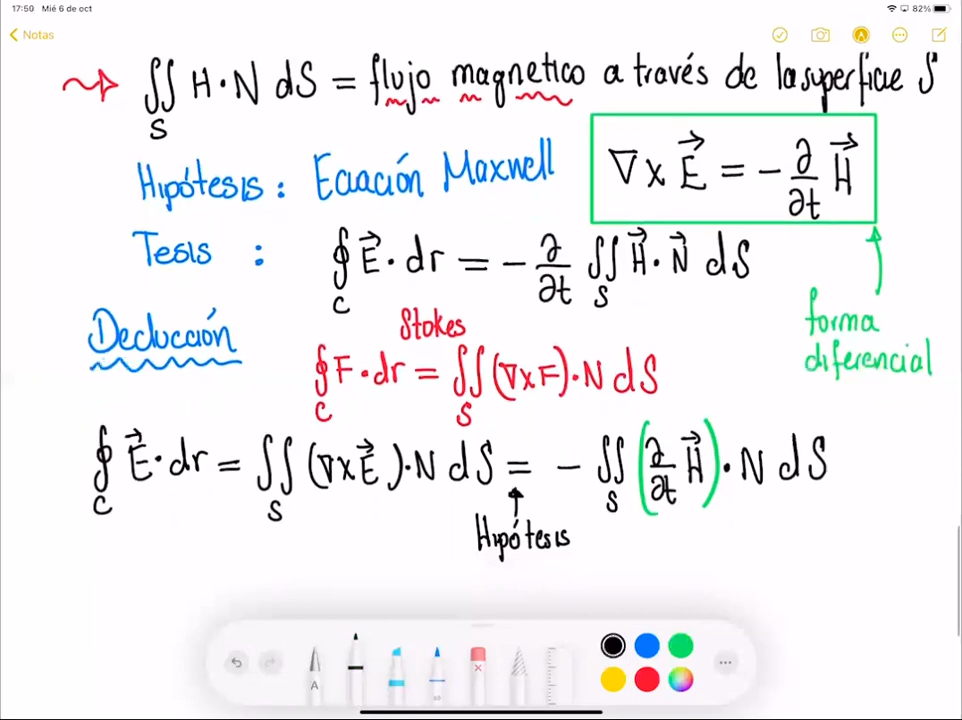 17:50 Mié 6 de oct
82%
Notas
∬_S H·N dS = flujo magnetico a través de la superficie S
Hipótesis: Ecuación Maxwell
∇ x E⃗ = - ∂/∂t H⃗
Tesis : ∮_C E⃗·dr = - ∂/∂t ∬_S H⃗·N⃗ dS
forma
diferencial
Deducción
Stokes
∮_C F·dr = ∬_S (∇xF)·N dS
∮_C E⃗·dr = ∬_S (∇xE⃗)·N dS = - ∬_S (∂/∂t H⃗)·N dS
Hipótesis
A